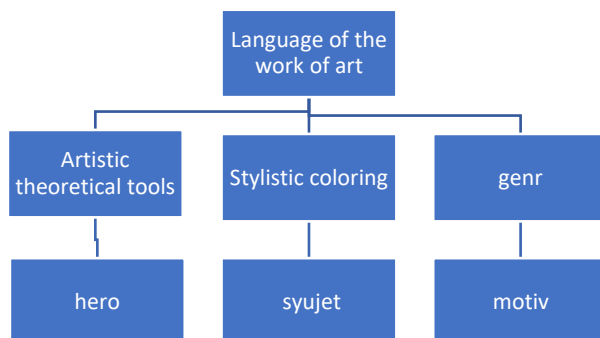 Language of the
work of art
Artistic
theoretical tools
Stylistic coloring
genr
hero
syujet
motiv